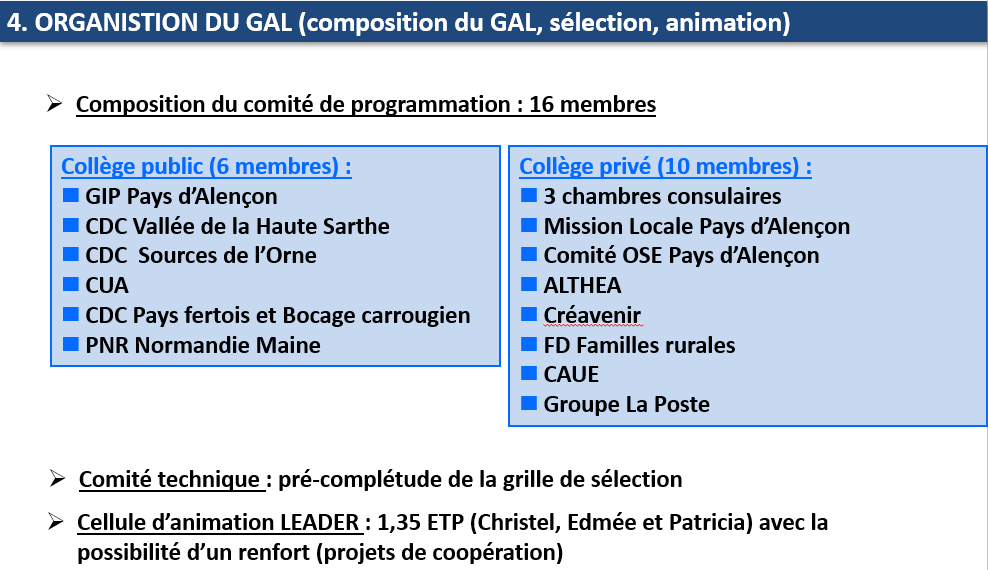 4. ORGANISTION DU GAL (composition du GAL, sélection, animation)
Composition du comité de programmation : 16 membres
Collège public (6 membres) :
GIP Pays d’Alençon
CDC Vallée de la Haute Sarthe
CDC Sources de l’Orne
CUA
CDC Pays fertois et Bocage carrougien
PNR Normandie Maine
Collège privé (10 membres) :
3 chambres consulaires
Mission Locale Pays d’Alençon
Comité OSE Pays d’Alençon
ALTHEA
Créavenir
FD Familles rurales
CAUE
Groupe La Poste
Comité technique : pré-complétude de la grille de sélection
Cellule d’animation LEADER : 1,35 ETP (Christel, Edmée et Patricia) avec la
possibilité d’un renfort (projets de coopération)